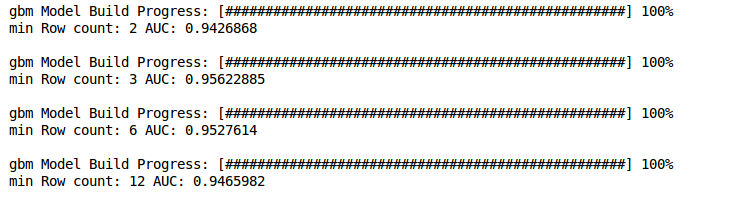 gbm Model Build Progress: [##################################################] 100%
min Row count: 2 AUC: 0.9426868
gbm Model Build Progress: [##################################################] 100%
min Row count: 3 AUC: 0.95622885
gbm Model Build Progress: [##################################################] 100%
min Row count: 6 AUC: 0.9527614
gbm Model Build Progress: [##################################################] 100%
min Row count: 12 AUC: 0.9465982